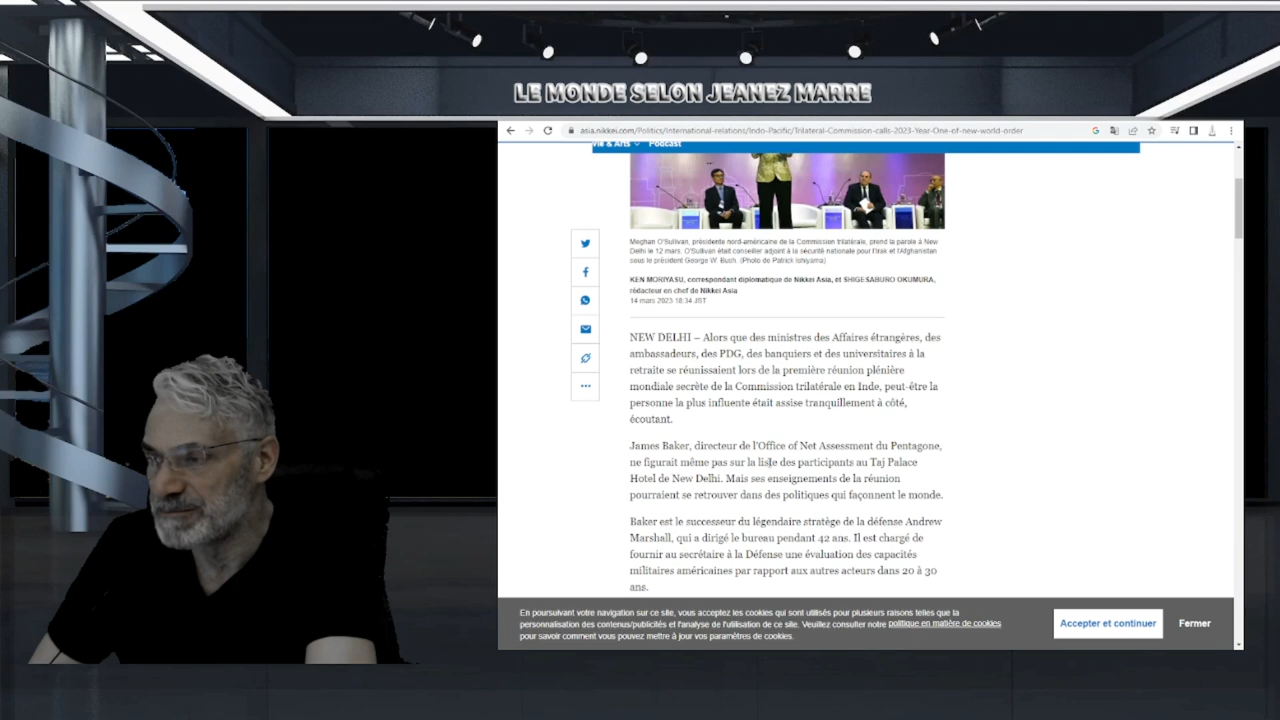 LE MONDE SELON JEANEZ MARRE
asia.nikkei.com/Politics/International-relations/Indo-Pacific/Trilateral-Commission-calls-2023-Year-One-of-new-world-order
Vie & Arts Podcast
Meghan O'Sullivan, présidente nord-américaine de la Commission trilatérale, prend la parole à New
Delhi le 12 mars. O'Sullivan était conseiller adjoint à la sécurité nationale pour l'Irak et l'Afghanistan
sous le président George W. Bush. (Photo de Patrick Ishiyama)
KEN MORIYASU, correspondant diplomatique de Nikkei Asia, et SHIGESABURO OKUMURA,
rédacteur en chef de Nikkei Asia
14 mars 2023 18:34 JST
NEW DELHI – Alors que des ministres des Affaires étrangères, des
ambassadeurs, des PDG, des banquiers et des universitaires à la
retraite se réunissaient lors de la première réunion plénière
mondiale secrète de la Commission trilatérale en Inde, peut-être la
personne la plus influente était assise tranquillement à côté,
écoutant.
James Baker, directeur de l'Office of Net Assessment du Pentagone,
ne figurait même pas sur la liste des participants au Taj Palace
Hotel de New Delhi. Mais ses enseignements de la réunion
pourraient se retrouver dans des politiques qui façonnent le monde.
Baker est le successeur du légendaire stratège de la défense Andrew
Marshall, qui a dirigé le bureau pendant 42 ans. Il est chargé de
fournir au secrétaire à la Défense une évaluation des capacités
militaires américaines par rapport aux autres acteurs dans 20 à 30
ans.
En poursuivant votre navigation sur ce site, vous acceptez les cookies qui sont utilisés pour plusieurs raisons telles que la
personnalisation des contenus/publicités et l'analyse de l'utilisation de ce site. Veuillez consulter notre politique en matière de cookies
pour savoir comment vous pouvez mettre à jour vos paramètres de cookies.
Accepter et continuer
Fermer